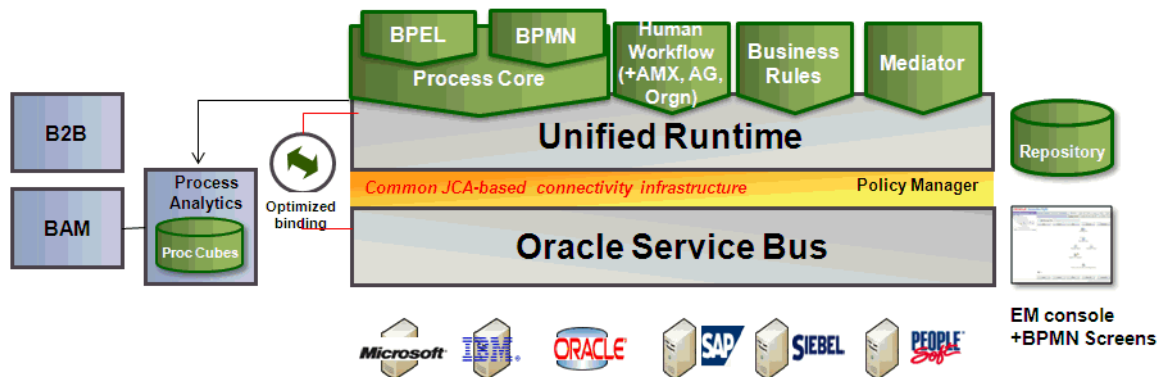 BPEL
BPMN
Process Core
Human
Workflow
(+AMX, AG,
Orgn)
Business
Rules
Mediator
B2B
BAM
Process
Analytics
Proc Cubes
Optimized
binding
Unified Runtime
Common JCA-based connectivity infrastructure
Policy Manager
Oracle Service Bus
Repository
EM console
+BPMN Screens
Microsoft
IBM
ORACLE
SAP
SIEBEL
PEOPLE
Soft